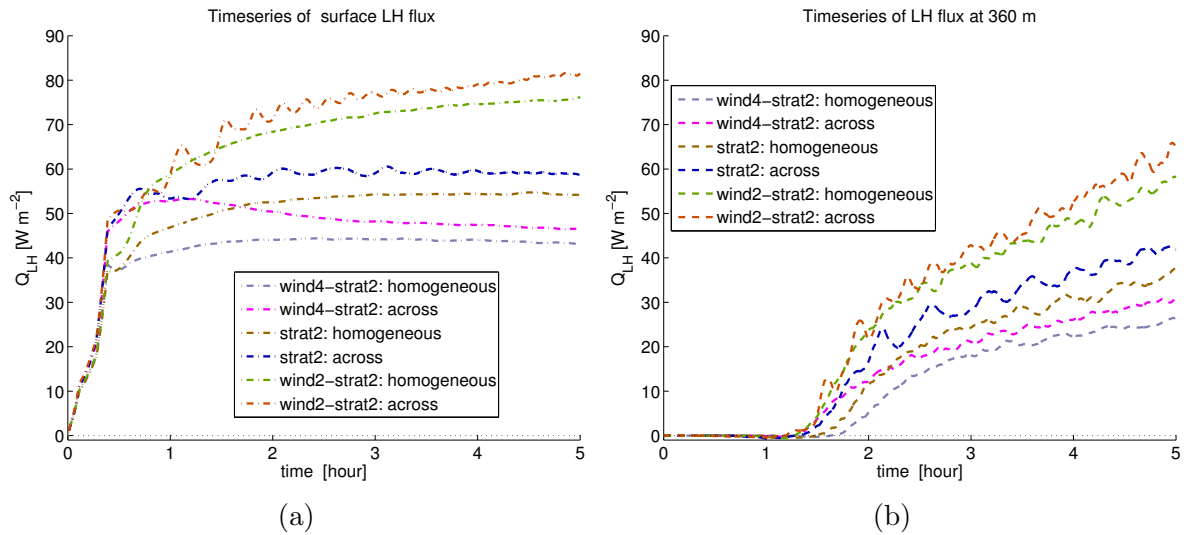 Timeseries of surface LH flux
90
80
70
60
50
40
30
20
10
0
Q_LH [W m−2]
0 1 2 3 4 5
time [hour]
wind4−strat2: homogeneous
wind4−strat2: across
strat2: homogeneous
strat2: across
wind2−strat2: homogeneous
wind2−strat2: across
(a)
Timeseries of LH flux at 360 m
90
80
70
60
50
40
30
20
10
0
Q_LH [W m−2]
0 1 2 3 4 5
time [hour]
wind4−strat2: homogeneous
wind4−strat2: across
strat2: homogeneous
strat2: across
wind2−strat2: homogeneous
wind2−strat2: across
(b)